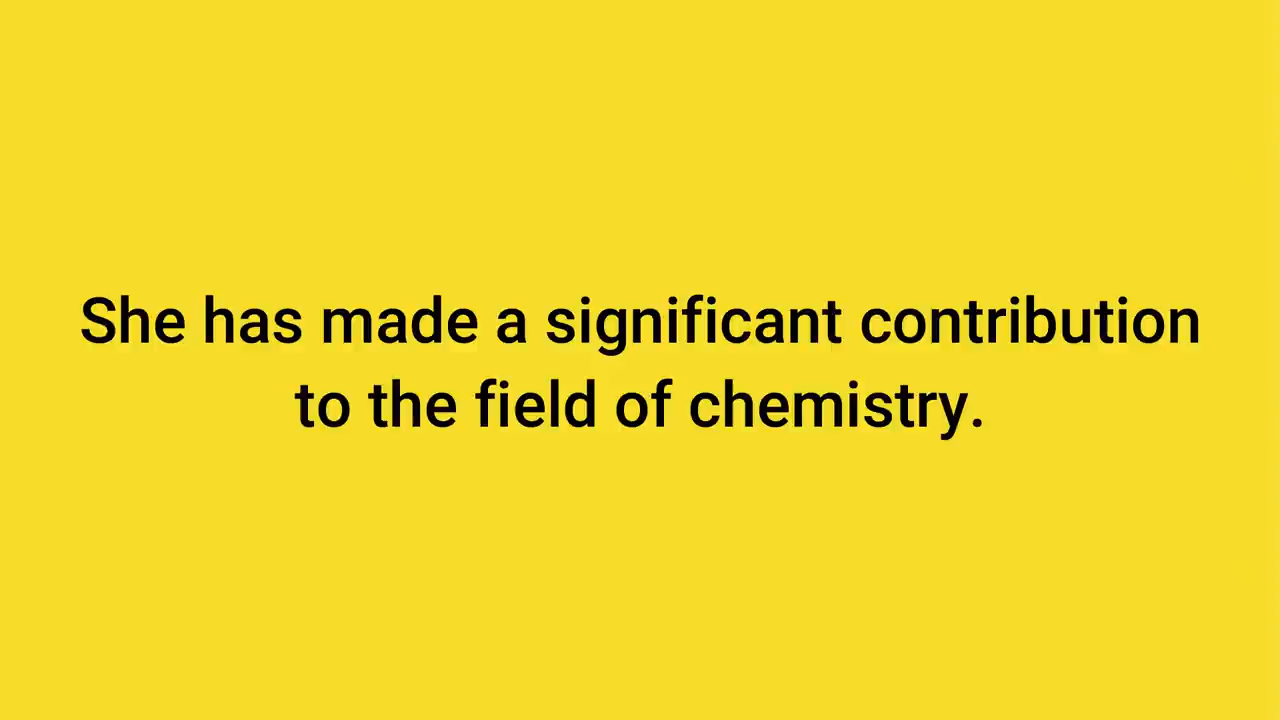 She has made a significant contribution
to the field of chemistry.